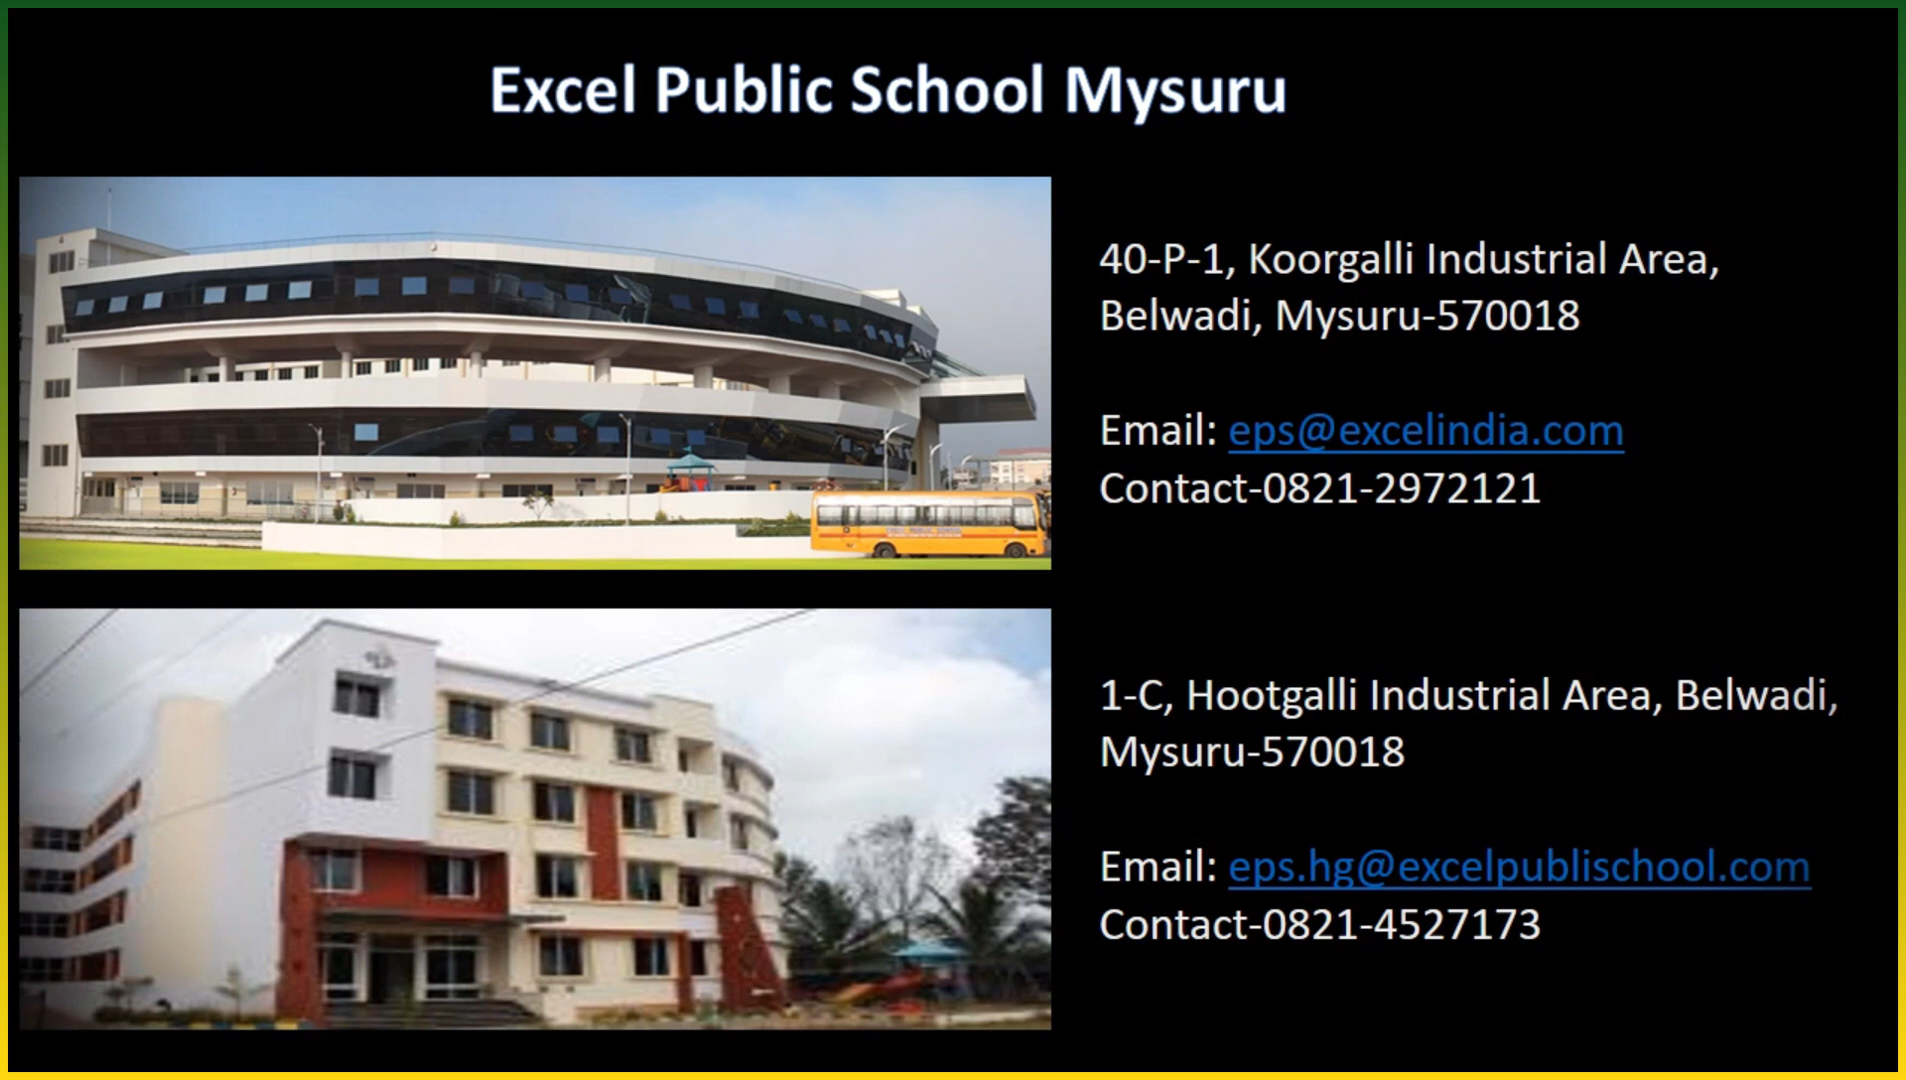 Excel Public School Mysuru
40-P-1, Koorgalli Industrial Area,
Belwadi, Mysuru-570018
Email: eps@excelindia.com
Contact-0821-2972121
1-C, Hootgalli Industrial Area, Belwadi,
Mysuru-570018
Email: eps.hg@excelpublischool.com
Contact-0821-4527173